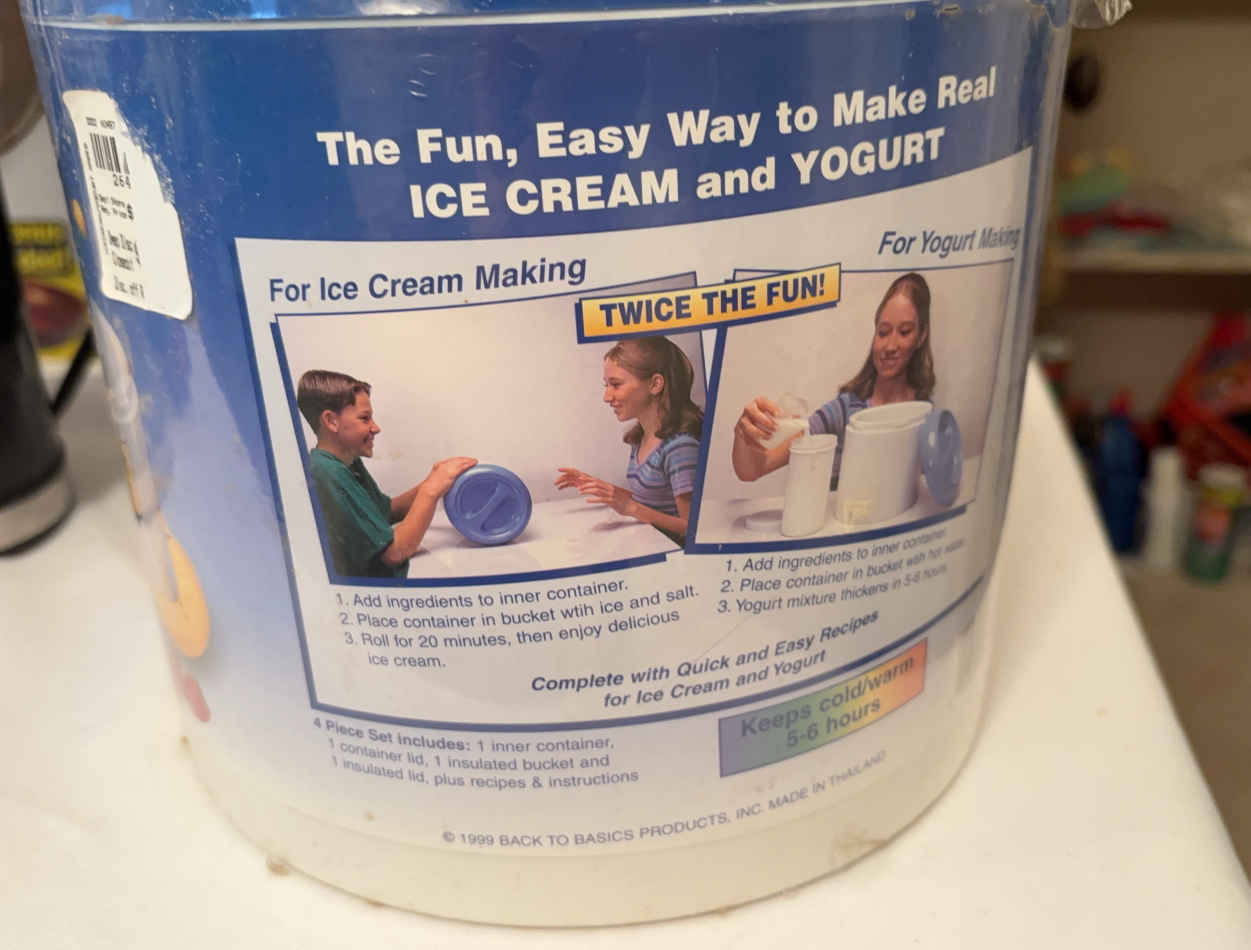 264
$
The Fun, Easy Way to Make Real
ICE CREAM and YOGURT
For Ice Cream Making
For Yogurt Making
TWICE THE FUN!
1. Add ingredients to inner container.
2. Place container in bucket wtih ice and salt.
3. Roll for 20 minutes, then enjoy delicious
ice cream.
1. Add ingredients to inner container.
2. Place container in bucket with hot water.
3. Yogurt mixture thickens in 5-6 hours.
Complete with Quick and Easy Recipes
for Ice Cream and Yogurt
Keeps cold/warm
5-6 hours
4 Piece Set includes: 1 inner container,
1 container lid, 1 insulated bucket and
1 insulated lid, plus recipes & instructions
© 1999 BACK TO BASICS PRODUCTS, INC. MADE IN THAILAND